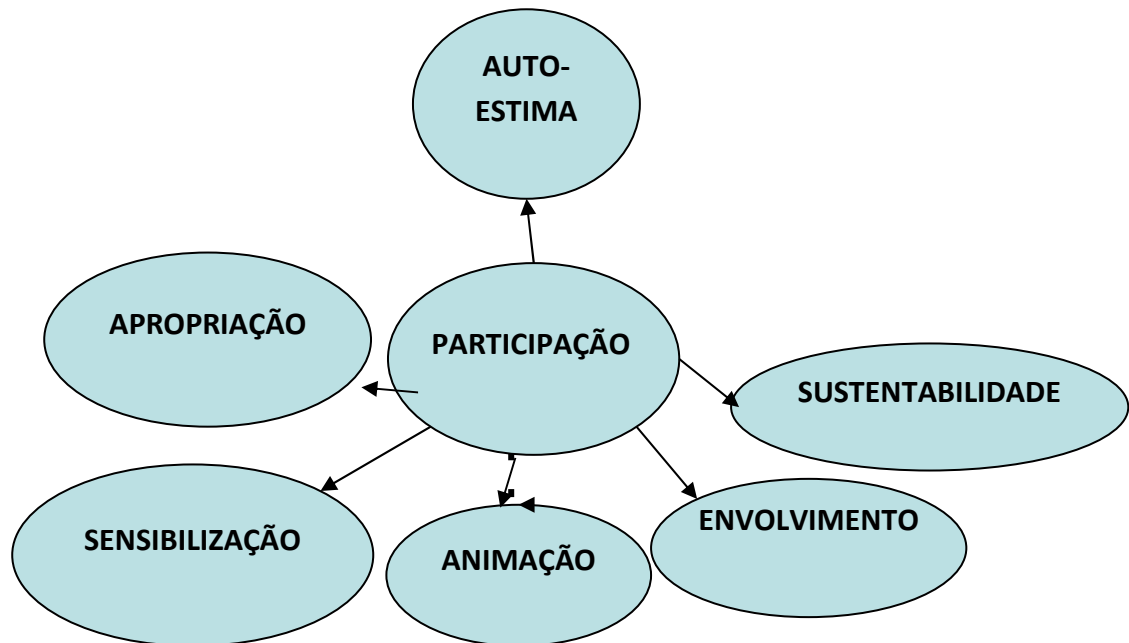 AUTO-
ESTIMA
APROPRIAÇÃO
PARTICIPAÇÃO
SUSTENTABILIDADE
SENSIBILIZAÇÃO
ANIMAÇÃO
ENVOLVIMENTO